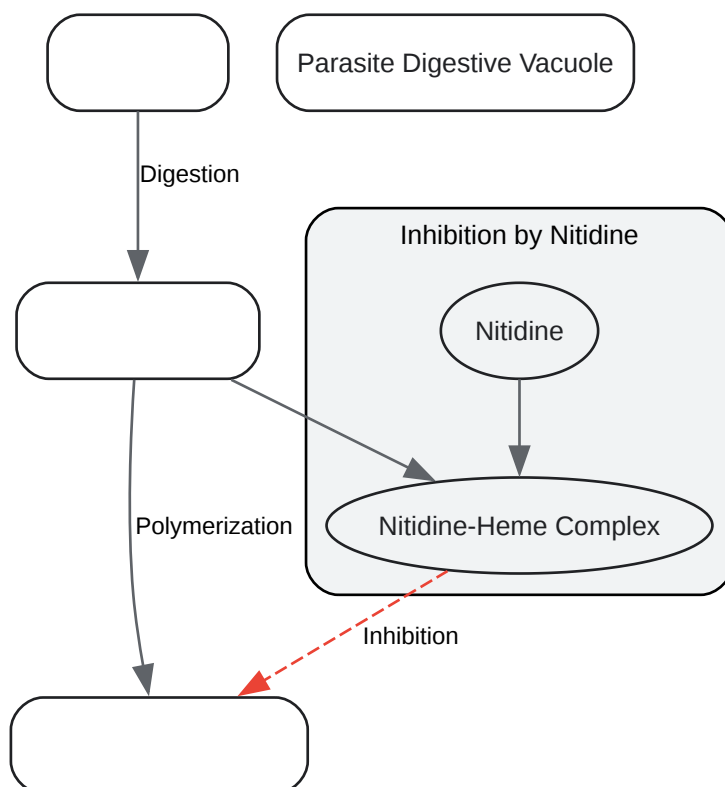 Parasite Digestive Vacuole
Digestion
Inhibition by Nitidine
Nitidine
Nitidine-Heme Complex
Polymerization
Inhibition